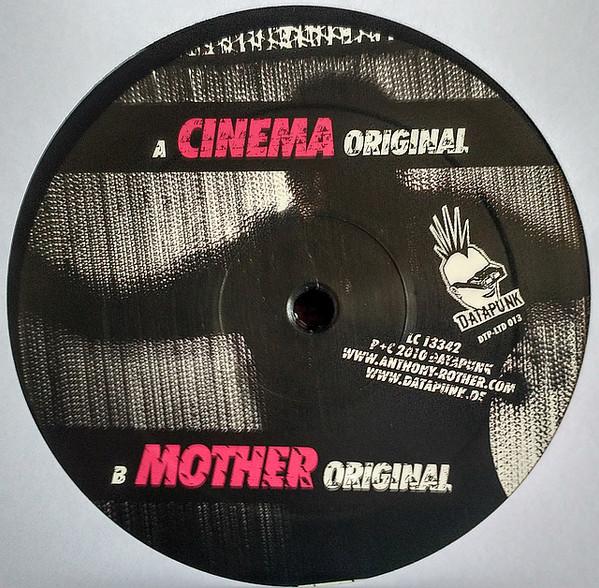 A CINEMA ORIGINAL
DATAPUNK
DTP-LTD 013
LC 13342
P+C 2010 DATAPUNK
WWW.ANTHONY-ROTHER.COM
WWW.DATAPUNK.DE
B MOTHER ORIGINAL